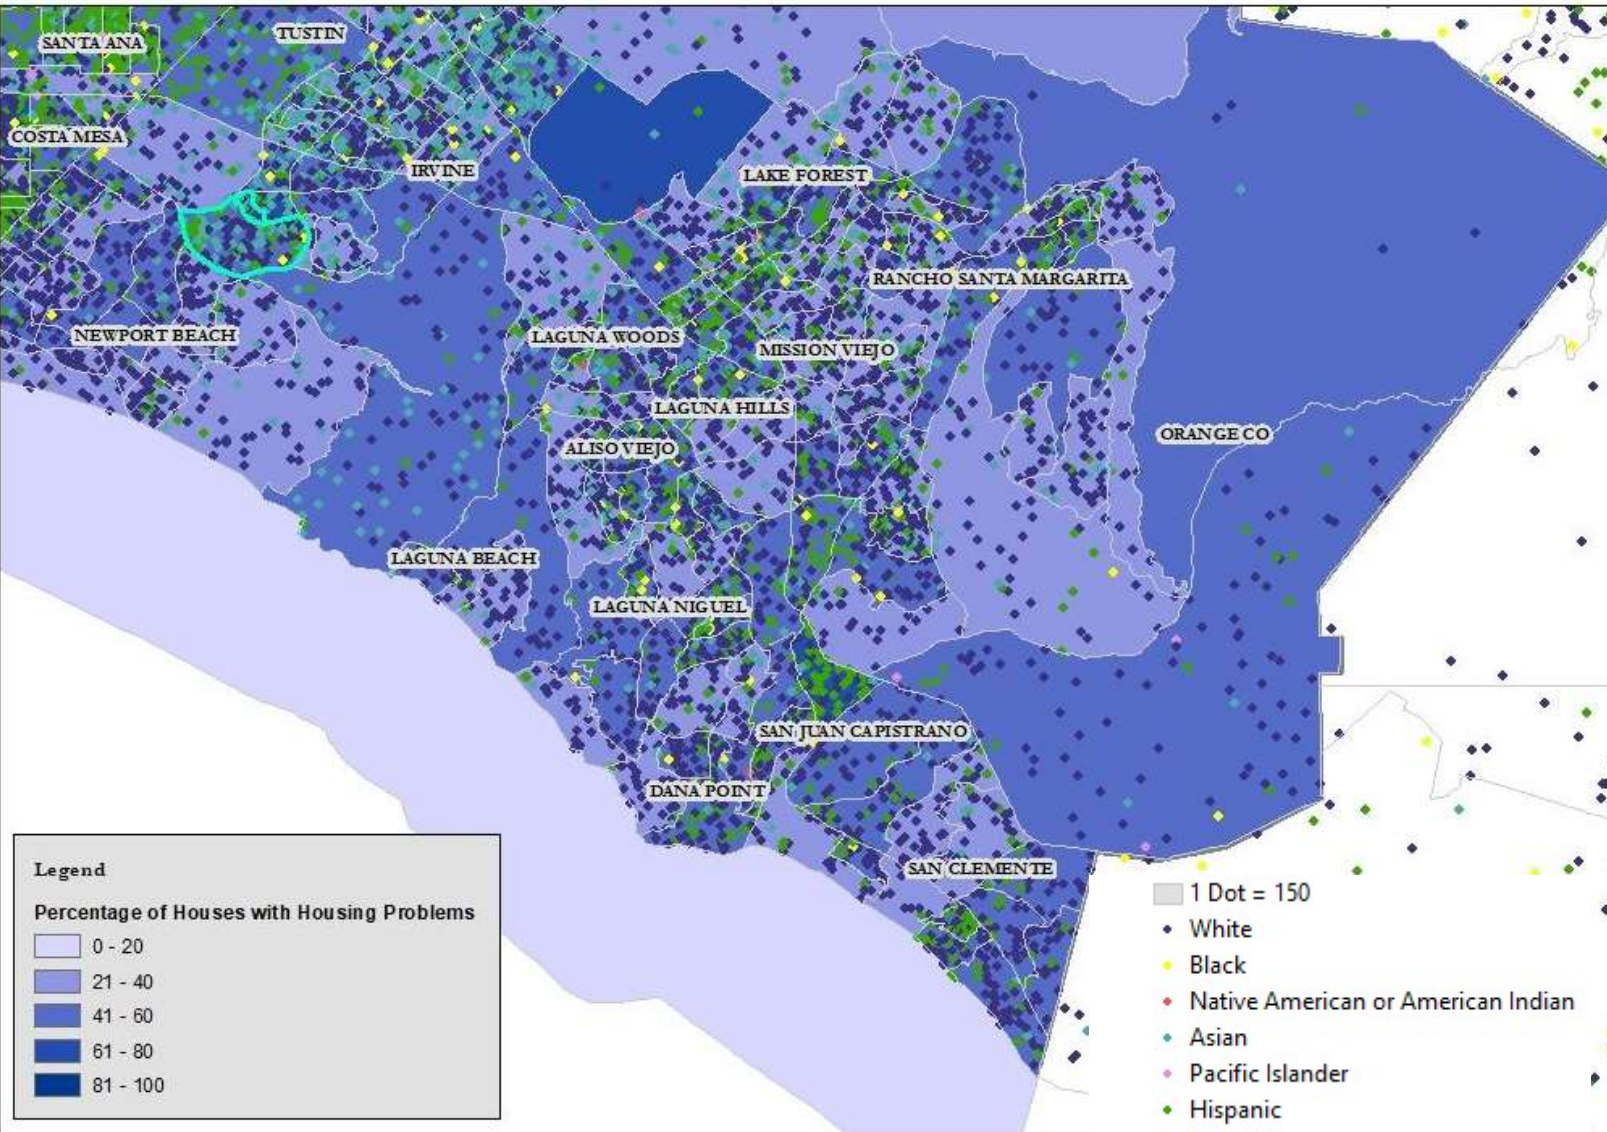 SANTA ANA
TUSTIN
COSTA MESA
IRVINE
LAKE FOREST
RANCHO SANTA MARGARITA
NEWPORT BEACH
LAGUNA WOODS
MISSION VIEJO
LAGUNA HILLS
ORANGE CO
ALISO VIEJO
LAGUNA BEACH
LAGUNA NIGUEL
SAN JUAN CAPISTRANO
DANA POINT
SAN CLEMENTE
Legend
Percentage of Houses with Housing Problems
0 - 20
21 - 40
41 - 60
61 - 80
81 - 100
1 Dot = 150
White
Black
Native American or American Indian
Asian
Pacific Islander
Hispanic